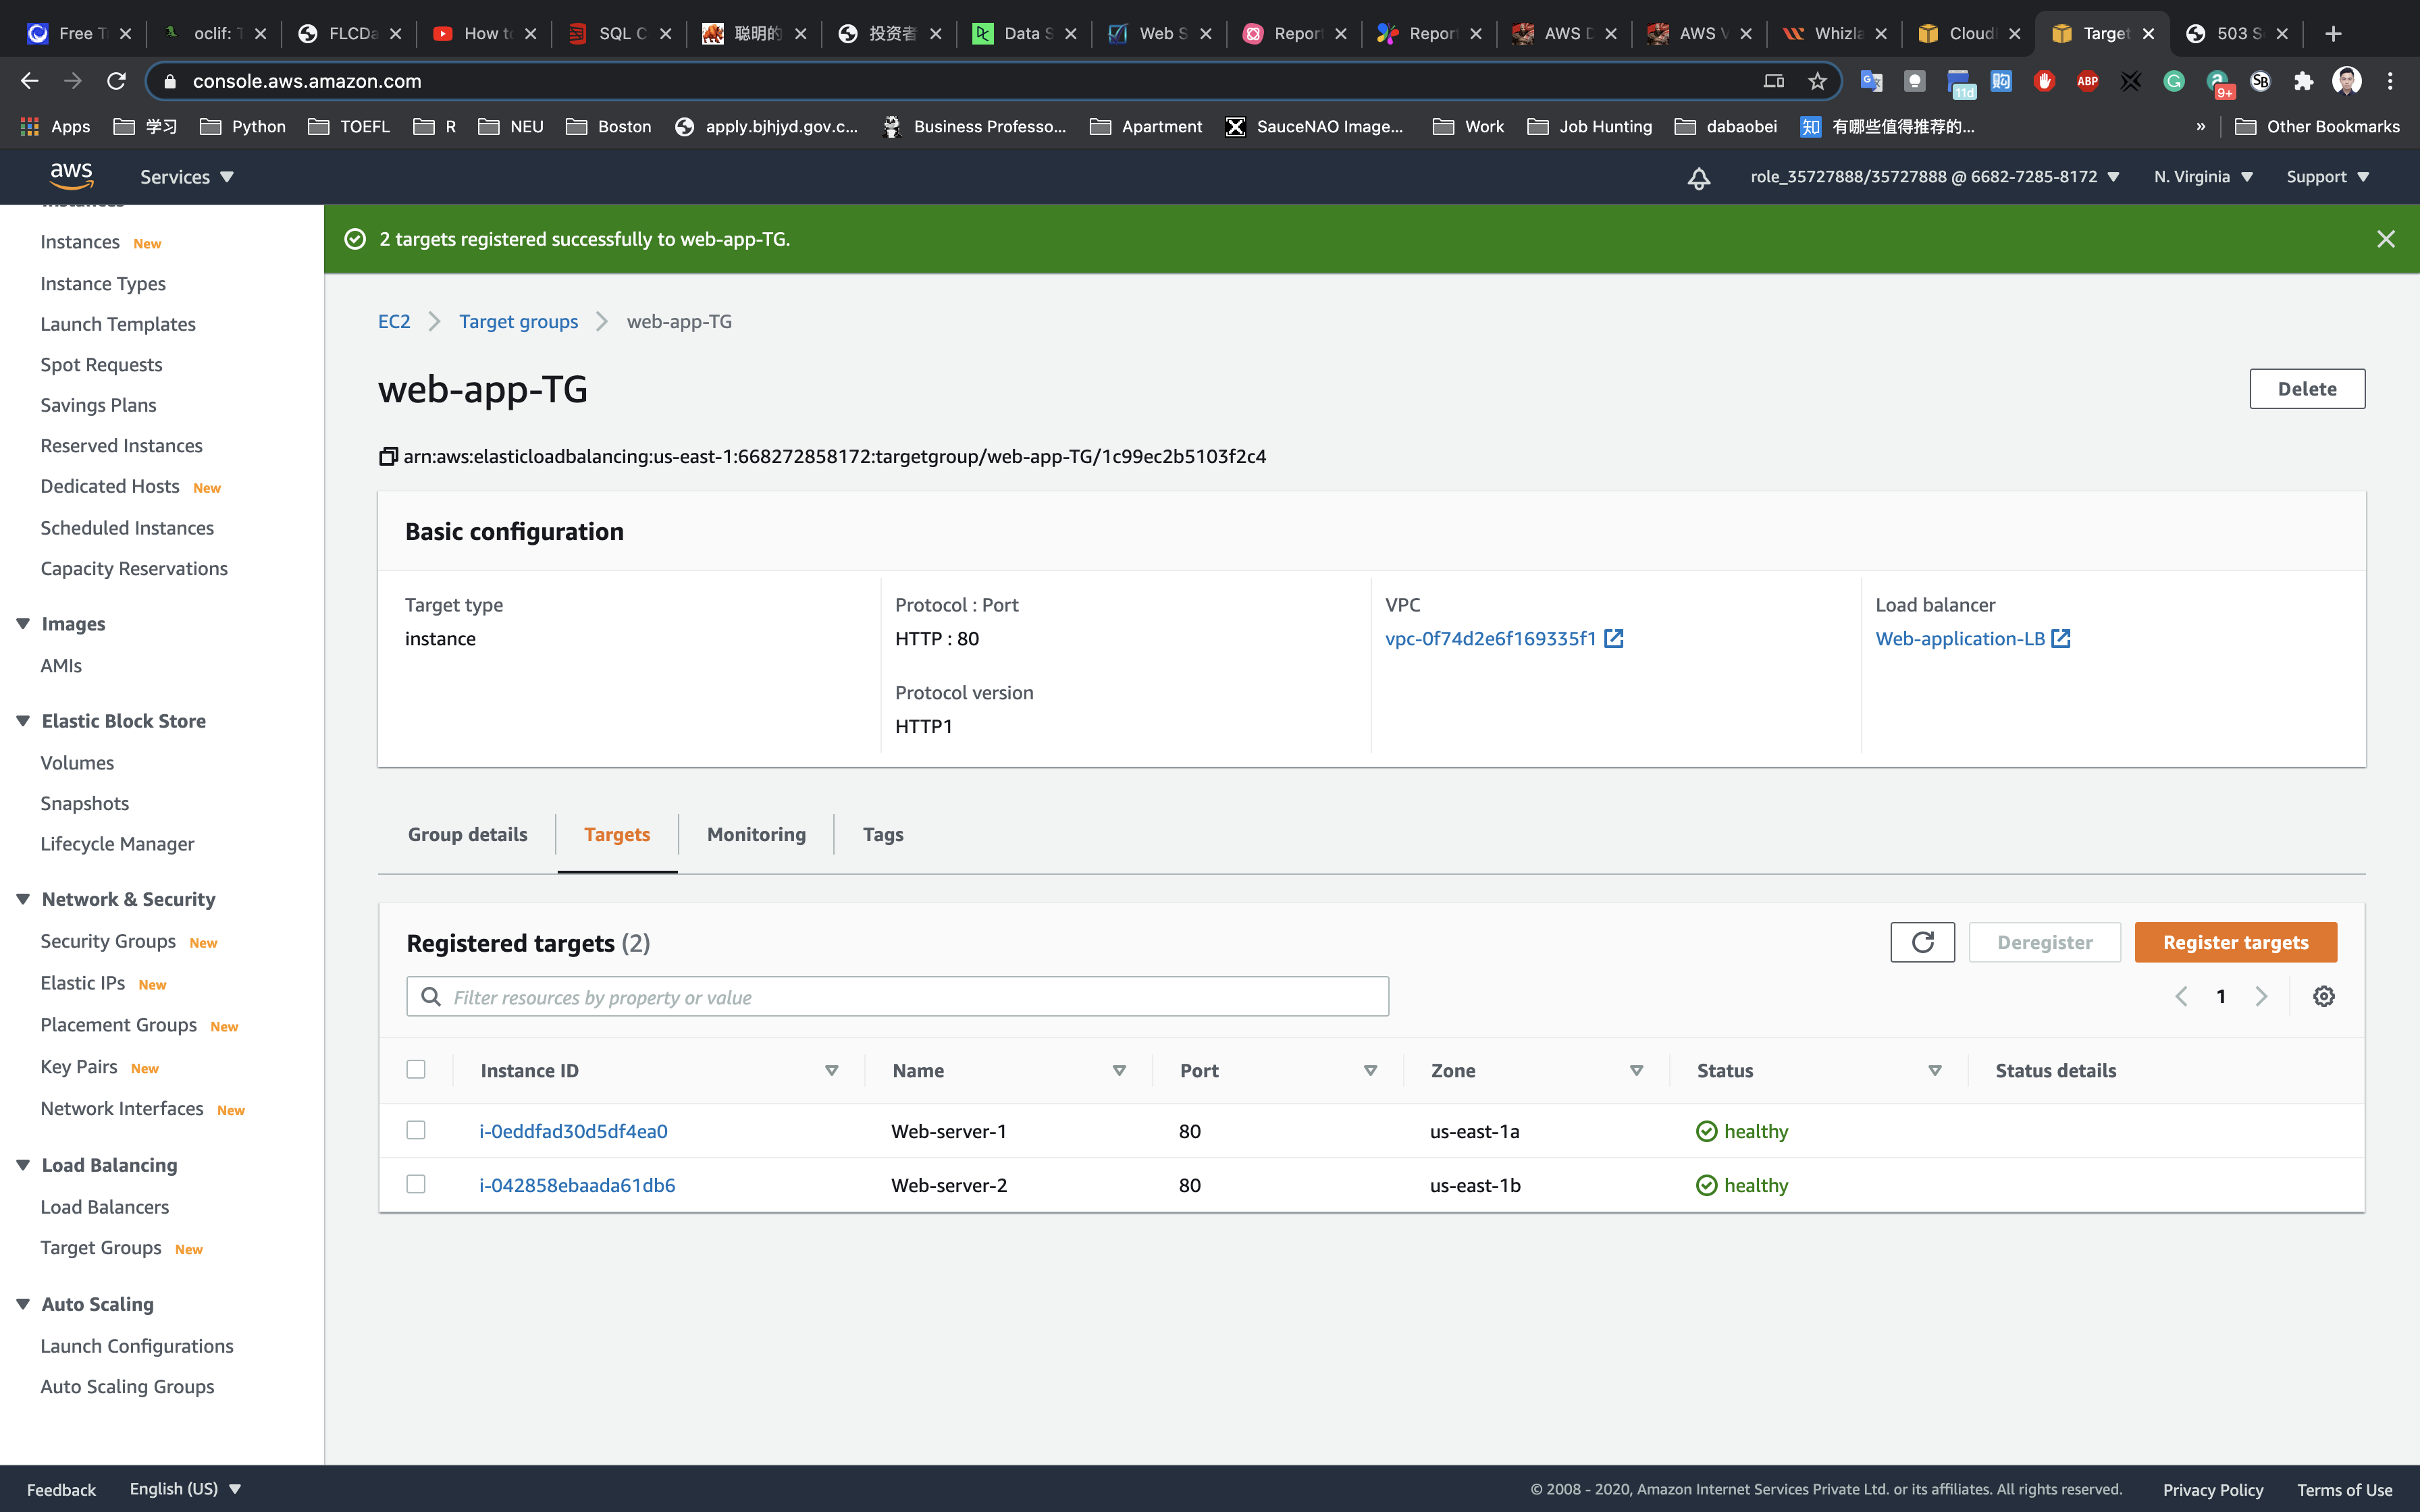 Free T
oclif: T
FLCDa
How to
SQL C
聪明的
投资者
Data S
Web S
Report
Report
AWS D
AWS V
Whizla
Cloud
Target
503 S
console.aws.amazon.com
11d
ABP
9+
SB
Apps
学习
Python
TOEFL
R
NEU
Boston
apply.bjhjyd.gov.c...
Business Professo...
Apartment
SauceNAO Image...
Work
Job Hunting
dabaobei
知 有哪些值得推荐的...
»
Other Bookmarks
aws
Services
role_35727888/35727888 @ 6682-7285-8172
N. Virginia
Support
Instances
Instances New
Instance Types
Launch Templates
Spot Requests
Savings Plans
Reserved Instances
Dedicated Hosts New
Scheduled Instances
Capacity Reservations
Images
AMIs
Elastic Block Store
Volumes
Snapshots
Lifecycle Manager
Network & Security
Security Groups New
Elastic IPs New
Placement Groups New
Key Pairs New
Network Interfaces New
Load Balancing
Load Balancers
Target Groups New
Auto Scaling
Launch Configurations
Auto Scaling Groups
2 targets registered successfully to web-app-TG.
EC2 > Target groups > web-app-TG
web-app-TG
Delete
arn:aws:elasticloadbalancing:us-east-1:668272858172:targetgroup/web-app-TG/1c99ec2b5103f2c4
Basic configuration
Target type
instance
Protocol : Port
HTTP : 80
Protocol version
HTTP1
VPC
vpc-0f74d2e6f169335f1
Load balancer
Web-application-LB
Group details
Targets
Monitoring
Tags
Registered targets (2)
Deregister
Register targets
Filter resources by property or value
1
Instance ID
Name
Port
Zone
Status
Status details
i-0eddfad30d5df4ea0 Web-server-1 80 us-east-1a healthy
i-042858ebaada61db6 Web-server-2 80 us-east-1b healthy
Feedback
English (US)
© 2008 - 2020, Amazon Internet Services Private Ltd. or its affiliates. All rights reserved.
Privacy Policy
Terms of Use